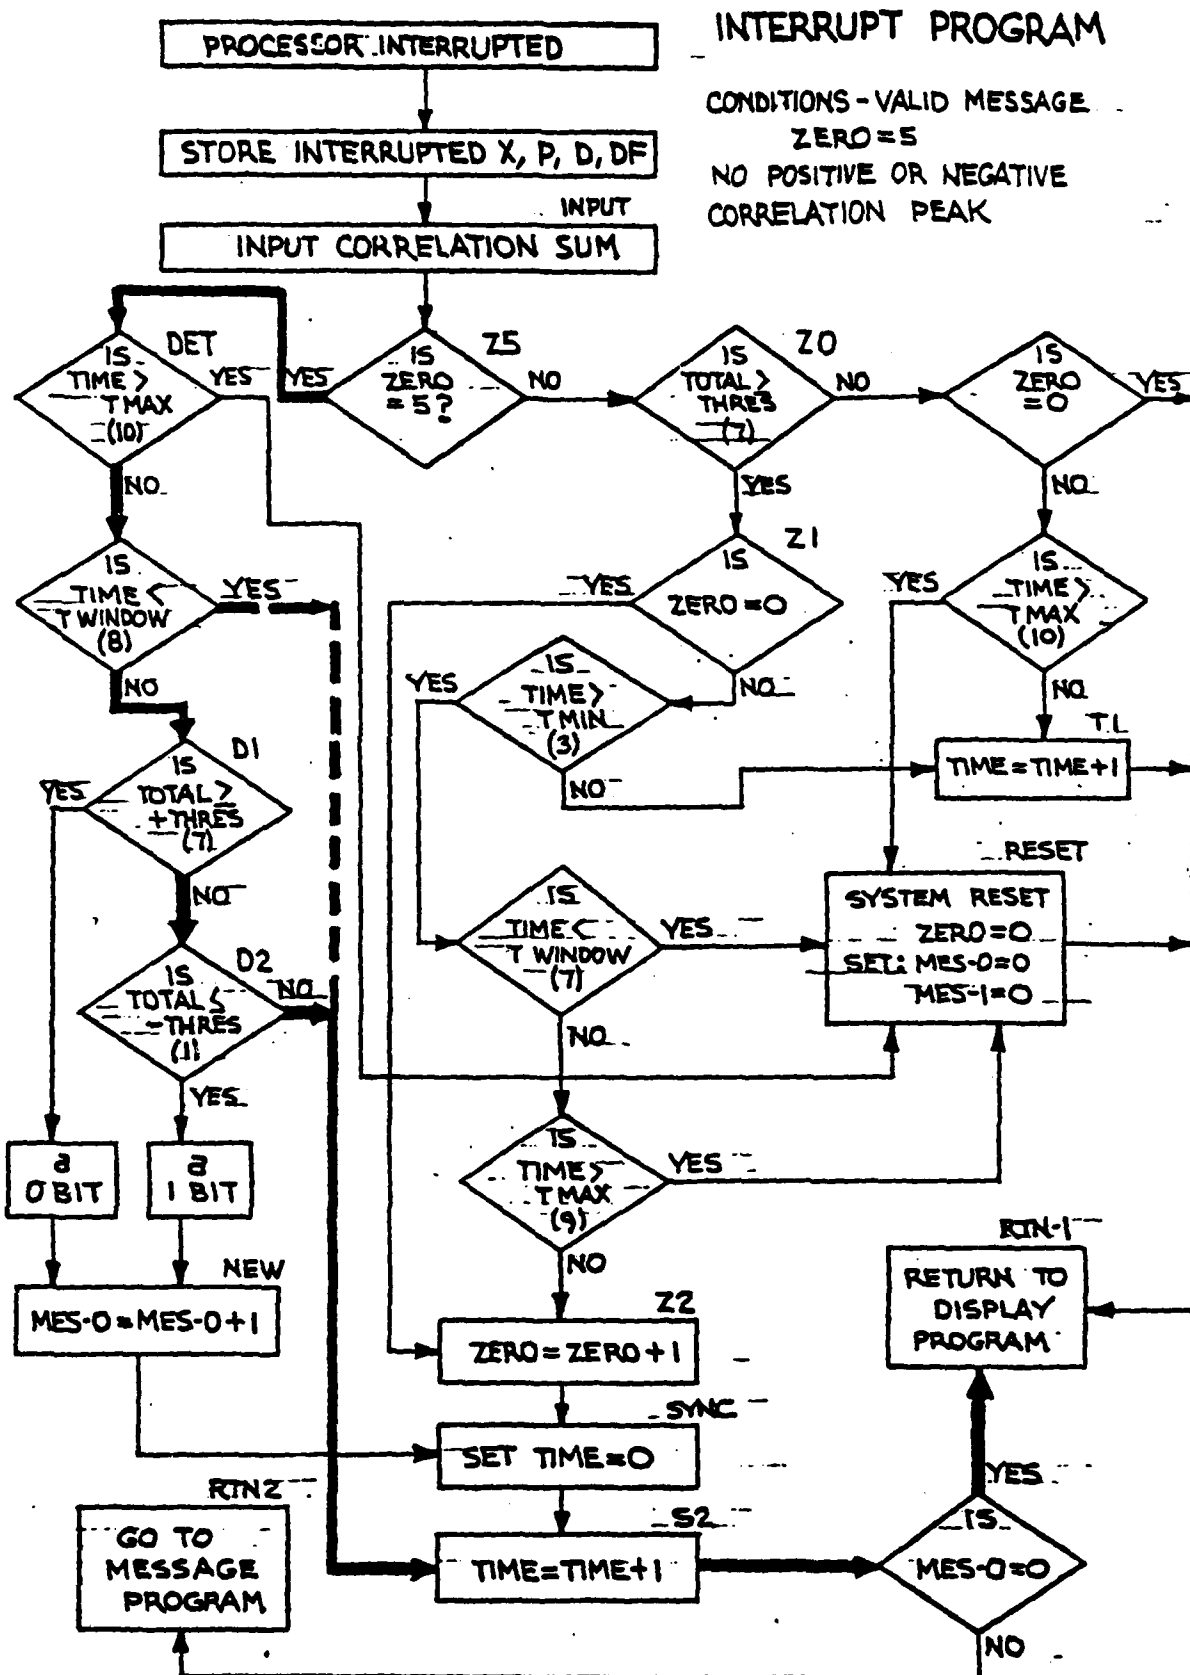 INTERRUPT PROGRAM
CONDITIONS - VALID MESSAGE
ZERO = 5
NO POSITIVE OR NEGATIVE
CORRELATION PEAK
PROCESSOR INTERRUPTED
STORE INTERRUPTED X, P, D, DF
INPUT
INPUT CORRELATION SUM
DET
IS
TIME >
T MAX
(10)
YES
NO
Z5
IS
ZERO
= 5?
YES
NO
Z0
IS
TOTAL >
THRES
(7)
NO
YES
IS
ZERO
= 0
YES
NO
IS
TIME <
T WINDOW
(8)
YES
NO
Z1
IS
ZERO = 0
YES
NO
IS
TIME >
T MAX
(10)
YES
NO
IS
TIME >
T MIN
(3)
YES
NO
T1
TIME = TIME + 1
D1
IS
TOTAL ≥
+ THRES
(7)
YES
NO
RESET
SYSTEM RESET
ZERO = 0
SET: MES-0 = 0
MES-1 = 0
IS
TIME <
T WINDOW
(7)
YES
NO
D2
IS
TOTAL ≤
- THRES
(1)
NO
YES
IS
TIME >
T MAX
(9)
YES
NO
a
0 BIT
a
1 BIT
NEW
MES-0 = MES-0 + 1
RTN-1
RETURN TO
DISPLAY
PROGRAM
Z2
ZERO = ZERO + 1
SYNC
SET TIME = 0
RTN2
GO TO
MESSAGE
PROGRAM
S2
TIME = TIME + 1
YES
IS
MES-0 = 0
NO